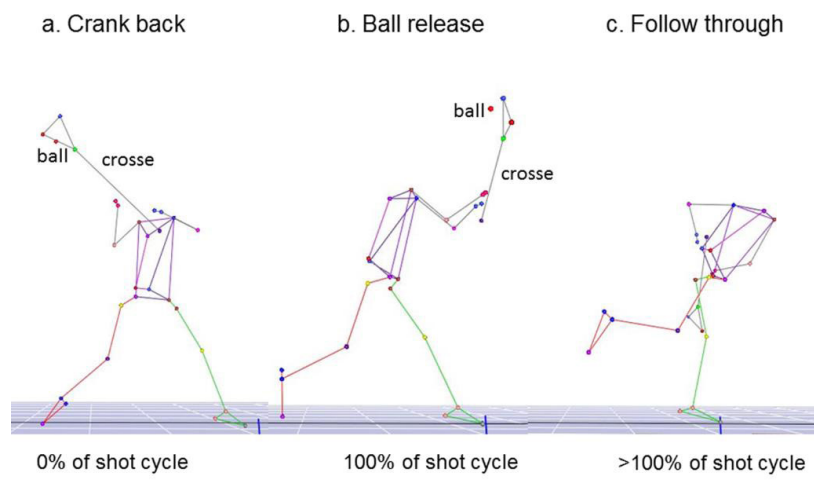 a. Crank back
b. Ball release
c. Follow through
ball
crosse
ball
crosse
0% of shot cycle
100% of shot cycle
>100% of shot cycle